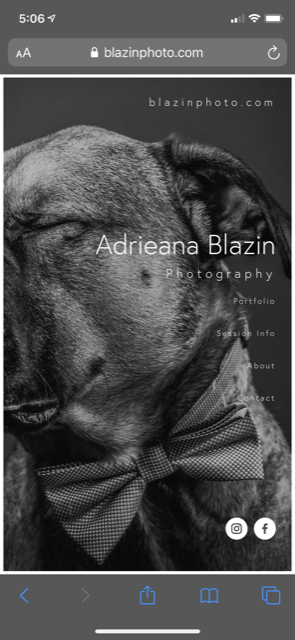 5:06
AA blazinphoto.com
blazinphoto.com
Adrieana Blazin
Photography
Portfolio
Session Info
About
Contact